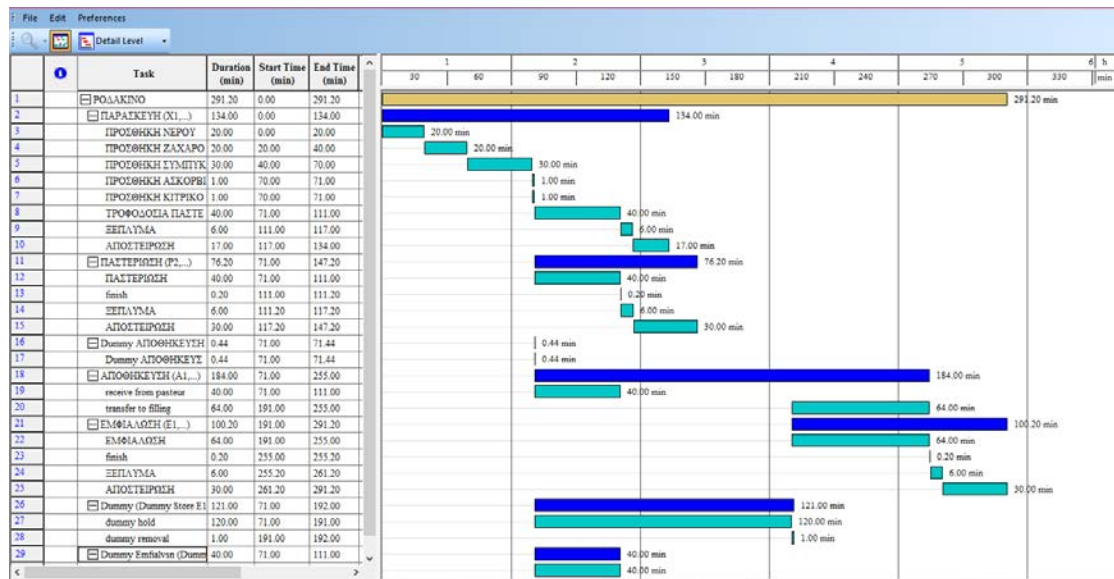 File Edit Preferences
Detail Level
Task Duration (min) Start Time (min) End Time (min)
1 2 3 4 5 6 h
30 60 90 120 150 180 210 240 270 300 330 min
1 ΡΟΔΑΚΙΝΟ 291.20 0.00 291.20 291.20 min
2 ΠΑΡΑΣΚΕΥΗ (X1,...) 134.00 0.00 134.00 134.00 min
3 ΠΡΟΣΘΗΚΗ ΝΕΡΟΥ 20.00 0.00 20.00 20.00 min
4 ΠΡΟΣΘΗΚΗ ΖΑΧΑΡΟ 20.00 20.00 40.00 20.00 min
5 ΠΡΟΣΘΗΚΗ ΣΥΜΠΥΚ 30.00 40.00 70.00 30.00 min
6 ΠΡΟΣΘΗΚΗ ΑΣΚΟΡΒΙ 1.00 70.00 71.00 1.00 min
7 ΠΡΟΣΘΗΚΗ ΚΙΤΡΙΚΟ 1.00 70.00 71.00 1.00 min
8 ΤΡΟΦΟΔΟΣΙΑ ΠΑΣΤΕ 40.00 71.00 111.00 40.00 min
9 ΞΕΠΛΥΜΑ 6.00 111.00 117.00 6.00 min
10 ΑΠΟΣΤΕΙΡΩΣΗ 17.00 117.00 134.00 17.00 min
11 ΠΑΣΤΕΡΙΩΣΗ (P2,...) 76.20 71.00 147.20 76.20 min
12 ΠΑΣΤΕΡΙΩΣΗ 40.00 71.00 111.00 40.00 min
13 finish 0.20 111.00 111.20 0.20 min
14 ΞΕΠΛΥΜΑ 6.00 111.20 117.20 6.00 min
15 ΑΠΟΣΤΕΙΡΩΣΗ 30.00 117.20 147.20 30.00 min
16 Dummy ΑΠΟΘΗΚΕΥΣΗ 0.44 71.00 71.44 0.44 min
17 Dummy ΑΠΟΘΗΚΕΥΣ 0.44 71.00 71.44 0.44 min
18 ΑΠΟΘΗΚΕΥΣΗ (A1,...) 184.00 71.00 255.00 184.00 min
19 receive from pasteur 40.00 71.00 111.00 40.00 min
20 transfer to filling 64.00 191.00 255.00 64.00 min
21 ΕΜΦΙΑΛΩΣΗ (E1,...) 100.20 191.00 291.20 100.20 min
22 ΕΜΦΙΑΛΩΣΗ 64.00 191.00 255.00 64.00 min
23 finish 0.20 255.00 255.20 0.20 min
24 ΞΕΠΛΥΜΑ 6.00 255.20 261.20 6.00 min
25 ΑΠΟΣΤΕΙΡΩΣΗ 30.00 261.20 291.20 30.00 min
26 Dummy (Dummy Store E1 121.00 71.00 192.00 121.00 min
27 dummy hold 120.00 71.00 191.00 120.00 min
28 dummy removal 1.00 191.00 192.00 1.00 min
29 Dummy Emfialvsn (Dumm 40.00 71.00 111.00 40.00 min
40.00 min